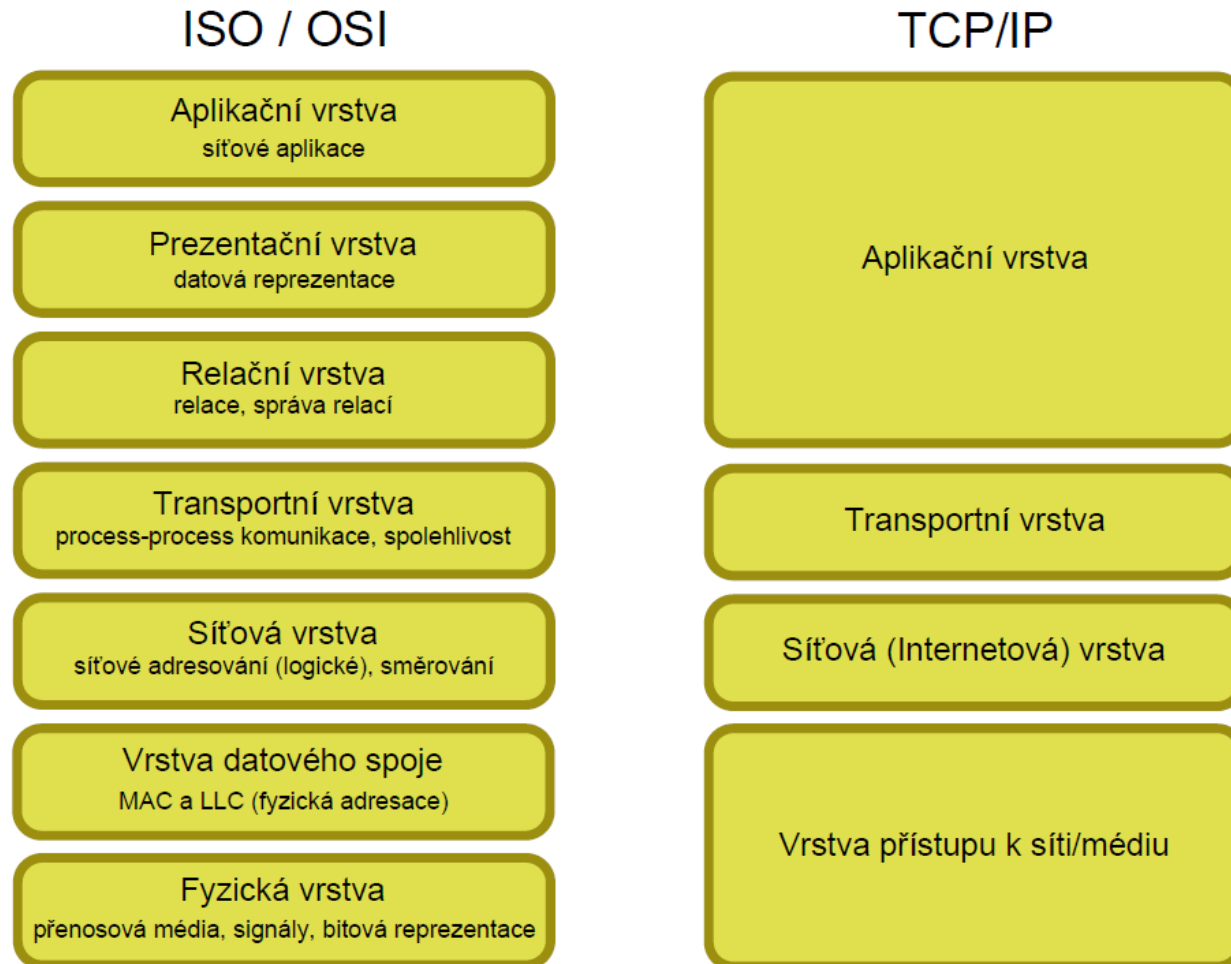 ISO / OSI
Aplikační vrstva
síťové aplikace
Prezentační vrstva
datová reprezentace
Relační vrstva
relace, správa relací
Transportní vrstva
process-process komunikace, spolehlivost
Síťová vrstva
síťové adresování (logické), směrování
Vrstva datového spoje
MAC a LLC (fyzická adresace)
Fyzická vrstva
přenosová média, signály, bitová reprezentace
TCP/IP
Aplikační vrstva
Transportní vrstva
Síťová (Internetová) vrstva
Vrstva přístupu k síti/médiu